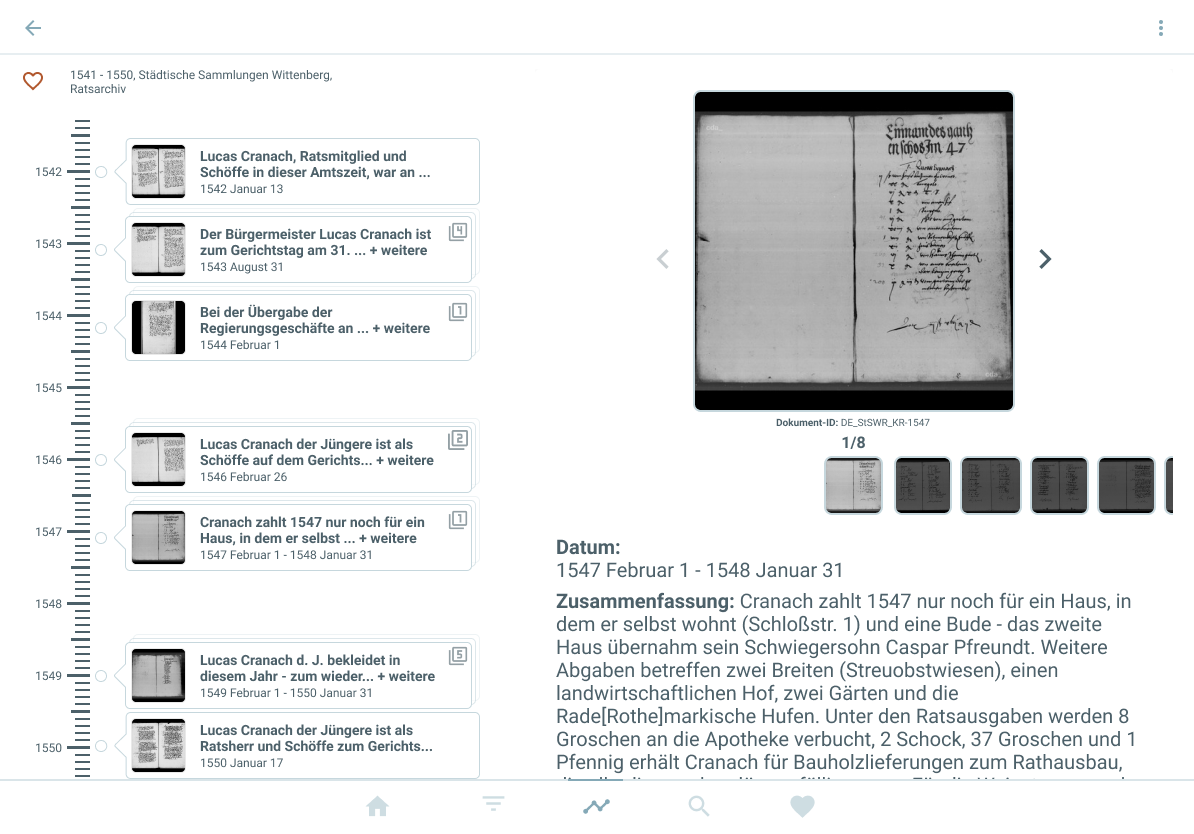 1541 - 1550, Städtische Sammlungen Wittenberg,
Ratsarchiv
1542
Lucas Cranach, Ratsmitglied und
Schöffe in dieser Amtszeit, war an ...
1542 Januar 13
1543
Der Bürgermeister Lucas Cranach ist
zum Gerichtstag am 31. ... + weitere
1543 August 31
4
1544
Bei der Übergabe der
Regierungsgeschäfte an ... + weitere
1544 Februar 1
1
1545
1546
Lucas Cranach der Jüngere ist als
Schöffe auf dem Gerichts... + weitere
1546 Februar 26
2
1547
Cranach zahlt 1547 nur noch für ein
Haus, in dem er selbst ... + weitere
1547 Februar 1 - 1548 Januar 31
1
1548
1549
Lucas Cranach d. J. bekleidet in
diesem Jahr - zum wieder... + weitere
1549 Februar 1 - 1550 Januar 31
5
1550
Lucas Cranach der Jüngere ist als
Ratsherr und Schöffe zum Gerichts...
1550 Januar 17
Dokument-ID: DE_StSWR_KR-1547
1/8
Datum:
1547 Februar 1 - 1548 Januar 31
Zusammenfassung: Cranach zahlt 1547 nur noch für ein Haus, in
dem er selbst wohnt (Schloßstr. 1) und eine Bude - das zweite
Haus übernahm sein Schwiegersohn Caspar Pfreundt. Weitere
Abgaben betreffen zwei Breiten (Streuobstwiesen), einen
landwirtschaftlichen Hof, zwei Gärten und die
Rade[Rothe]markische Hufen. Unter den Ratsausgaben werden 8
Groschen an die Apotheke verbucht, 2 Schock, 37 Groschen und 1
Pfennig erhält Cranach für Bauholzlieferungen zum Rathausbau,